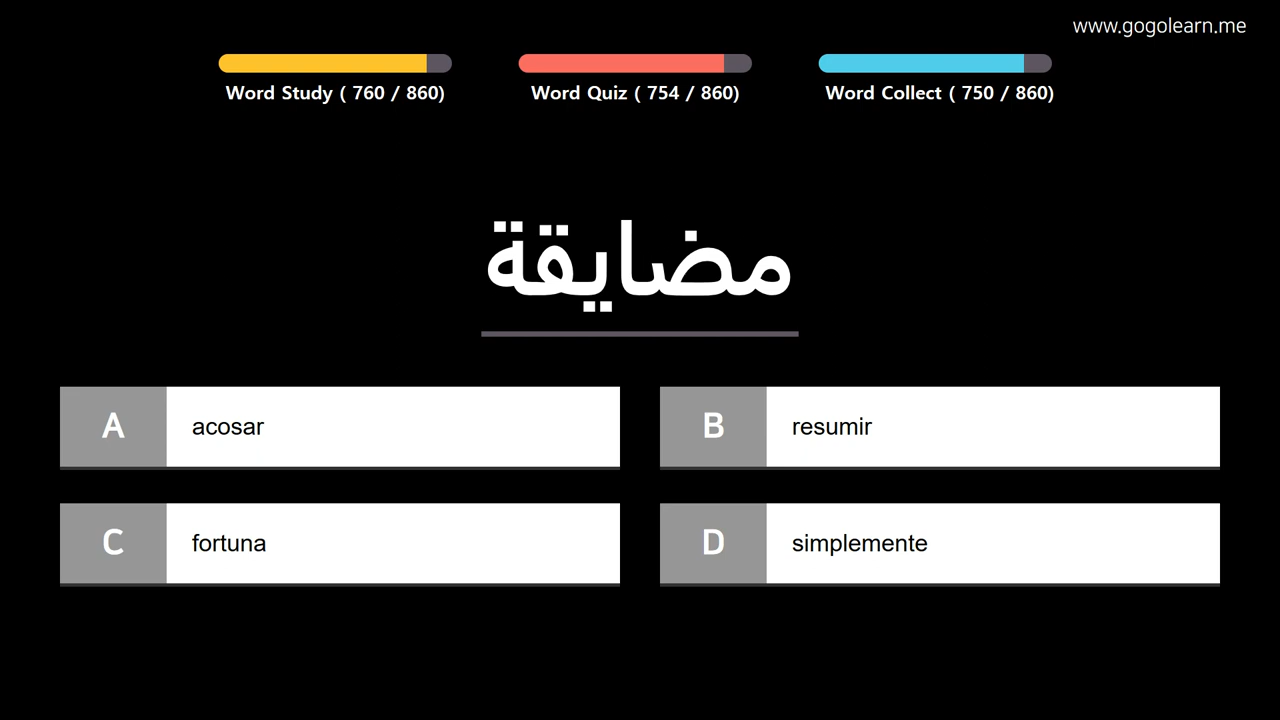 www.gogolearn.me
Word Study ( 760 / 860)
Word Quiz ( 754 / 860)
Word Collect ( 750 / 860)
مضايقة
A acosar
B resumir
C fortuna
D simplemente